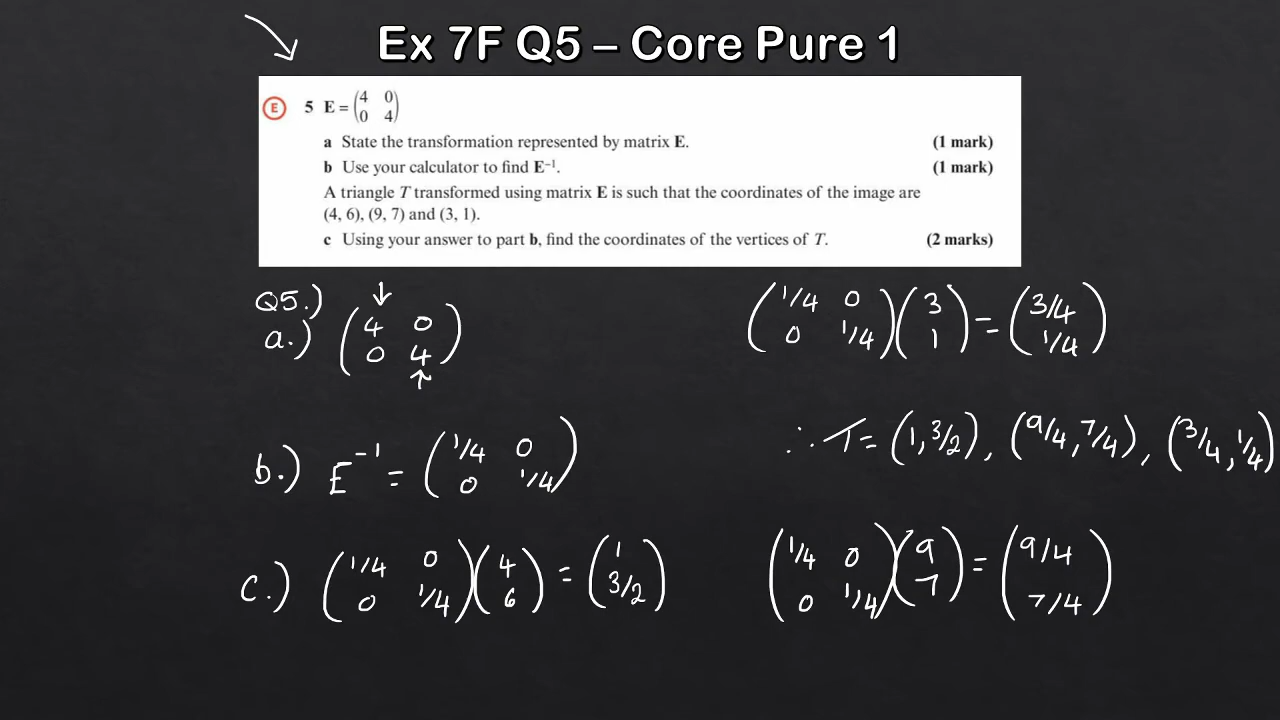 Ex 7F Q5 – Core Pure 1
E 5 E = (4 0
0 4)
a State the transformation represented by matrix E. (1 mark)
b Use your calculator to find E⁻¹. (1 mark)
A triangle T transformed using matrix E is such that the coordinates of the image are
(4, 6), (9, 7) and (3, 1).
c Using your answer to part b, find the coordinates of the vertices of T. (2 marks)
Q5.)
a.) (4 0
0 4)
b.) E⁻¹ = (1/4 0
0 1/4)
c.) (1/4 0
0 1/4)(4
6) = (1
3/2)
(1/4 0
0 1/4)(9
7) = (9/4
7/4)
(1/4 0
0 1/4)(3
1) = (3/4
1/4)
∴ T = (1, 3/2), (9/4, 7/4), (3/4, 1/4)